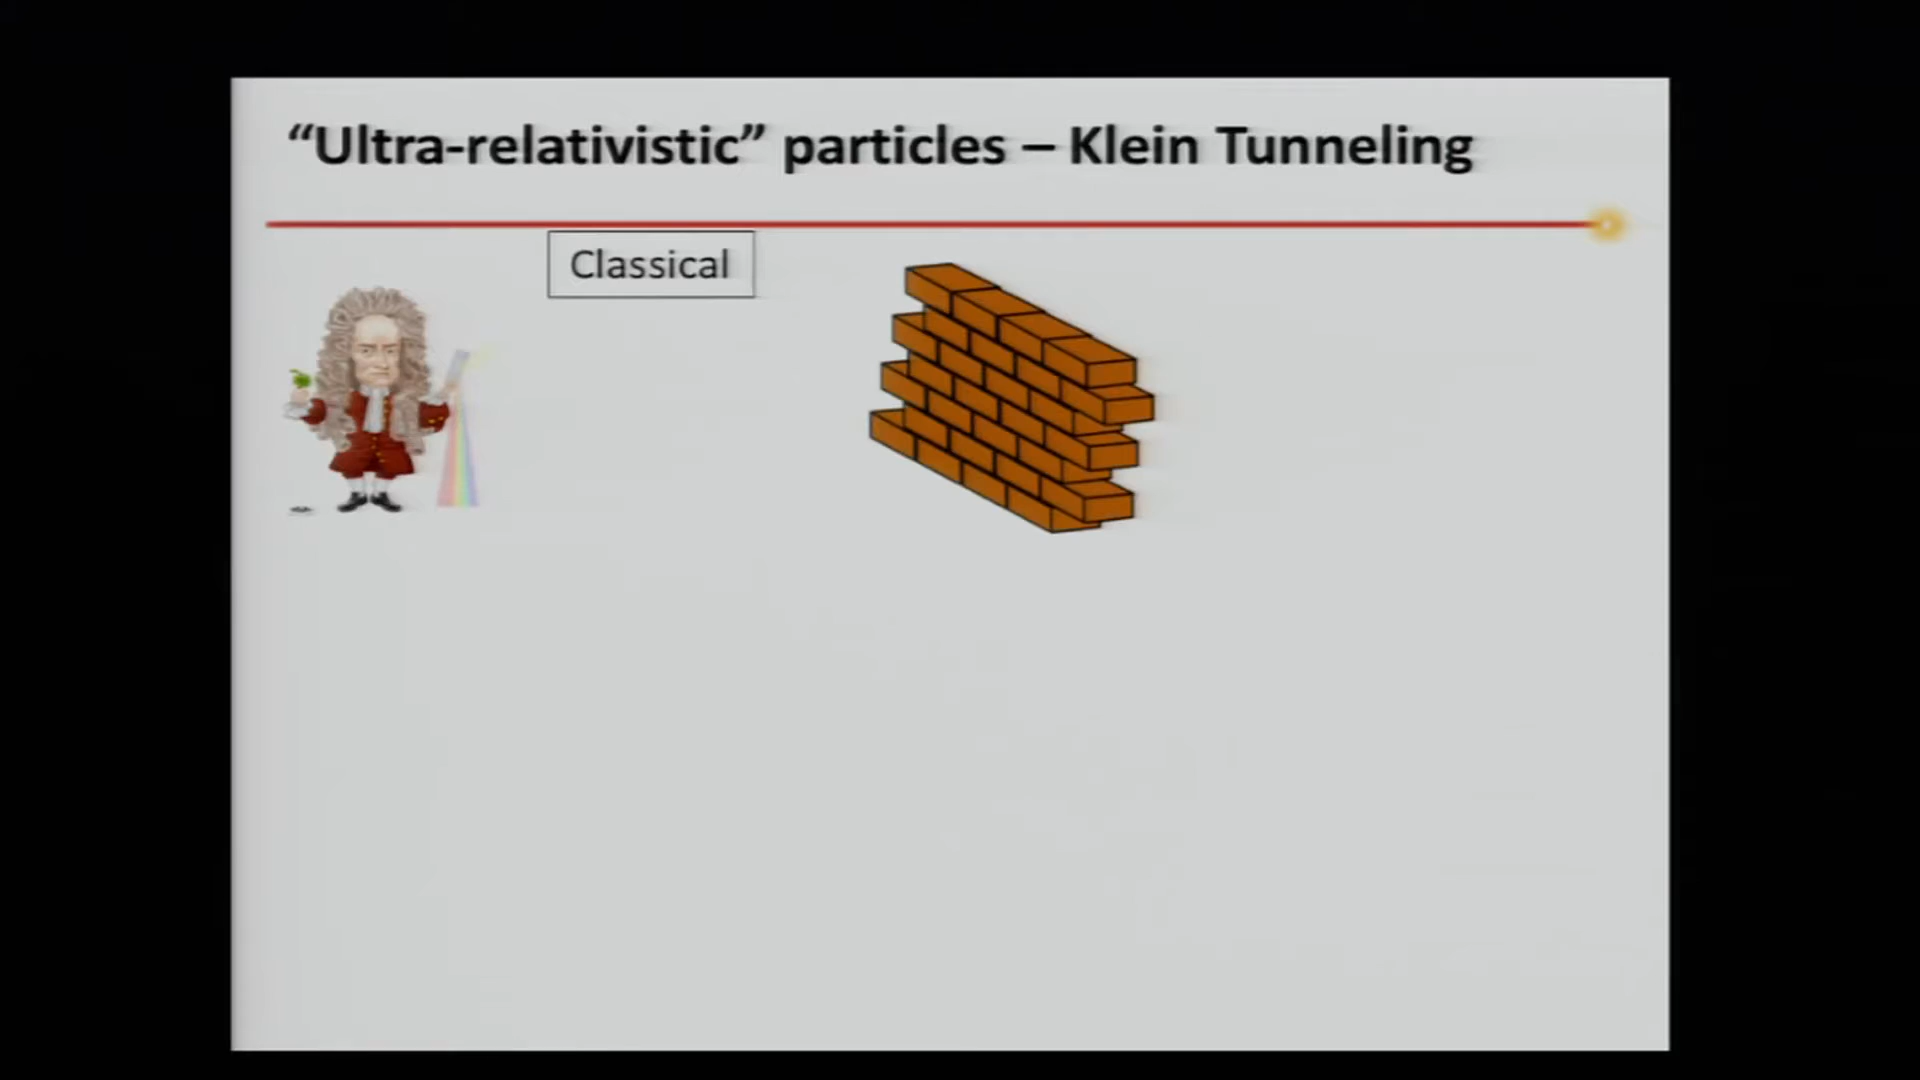 “Ultra-relativistic” particles – Klein Tunneling
Classical